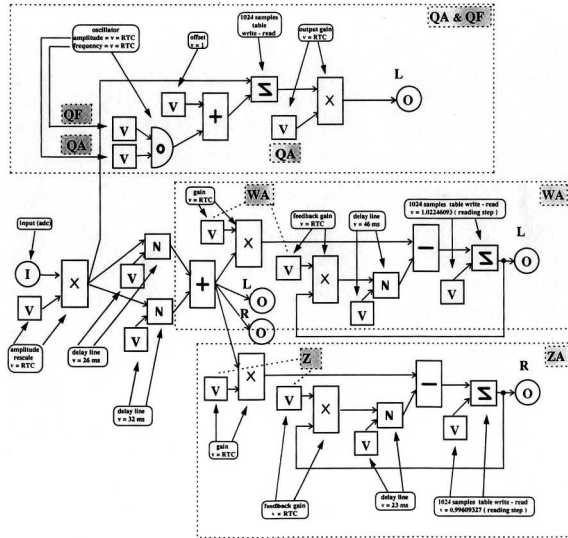 oscillator
amplitude = v = RTC
frequency = v = RTC
offset
v = 1
1024 samples
table
write - read
output gain
v = RTC
QA & QF
L
V
Σ
X
O
QF
V
+
V
QA
V
O
QA
input (adc)
gain
v = RTC
WA
feedback gain
v = RTC
delay line
v = 46 ms
1024 samples table write - read
v = 1.02246093 ( reading step )
WA
L
I
X
N
V
X
−
V
X
N
V
Σ
O
V
V
N
+
L
O
R
O
V
V
amplitude
rescale
v = RTC
delay line
v = 26 ms
delay line
v = 32 ms
Z
ZA
R
V
X
V
X
N
−
V
V
Σ
O
gain
v = RTC
feedback gain
v = RTC
delay line
v = 23 ms
1024 samples table write - read
v = 0.99609327 ( reading step )